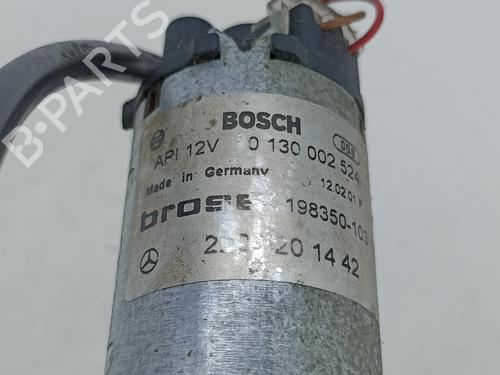 BOSCH 058
API 12V 0 130 002 524
Made in Germany 12.02.01
brose 198350-103
20 14 42
B-PARTS